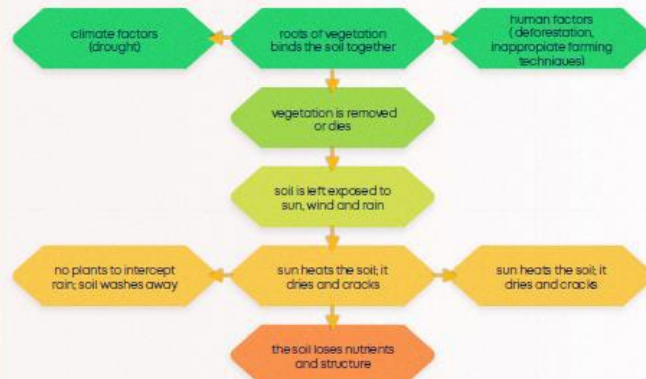 climate factors
(drought)
roots of vegetation
binds the soil together
human factors
(deforestation,
inappropiate farming
techniques)
vegetation is removed
or dies
soil is left exposed to
sun, wind and rain
no plants to intercept
rain; soil washes away
sun heats the soil; it
dries and cracks
sun heats the soil; it
dries and cracks
the soil loses nutrients
and structure